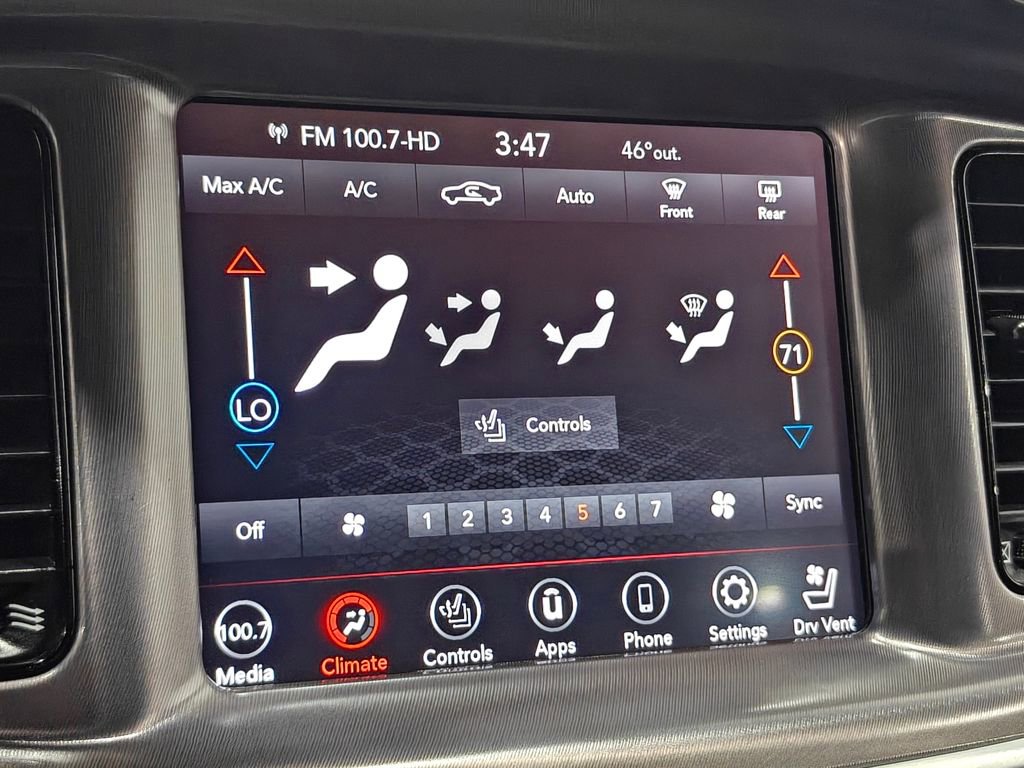 FM 100.7-HD 3:47 46° out.
Max A/C A/C Auto Front Rear
LO 71
Controls
Off 1 2 3 4 5 6 7 Sync
100.7
Media Climate Controls Apps Phone Settings Drv Vent